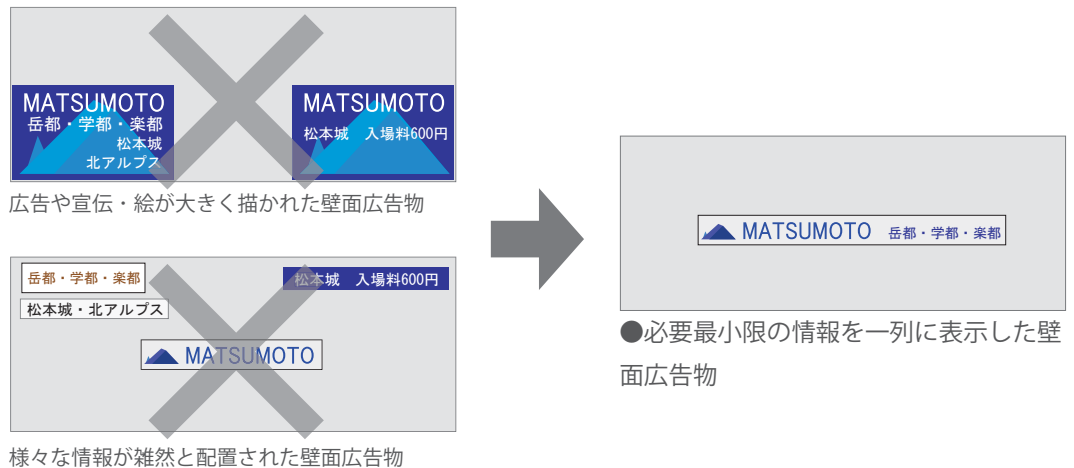 MATSUMOTO
岳都・学都・楽都
松本城
北アルプス
MATSUMOTO
松本城　入場料600円
広告や宣伝・絵が大きく描かれた壁面広告物
岳都・学都・楽都
松本城　入場料600円
松本城・北アルプス
MATSUMOTO
様々な情報が雑然と配置された壁面広告物
MATSUMOTO 岳都・学都・楽都
●必要最小限の情報を一列に表示した壁
面広告物